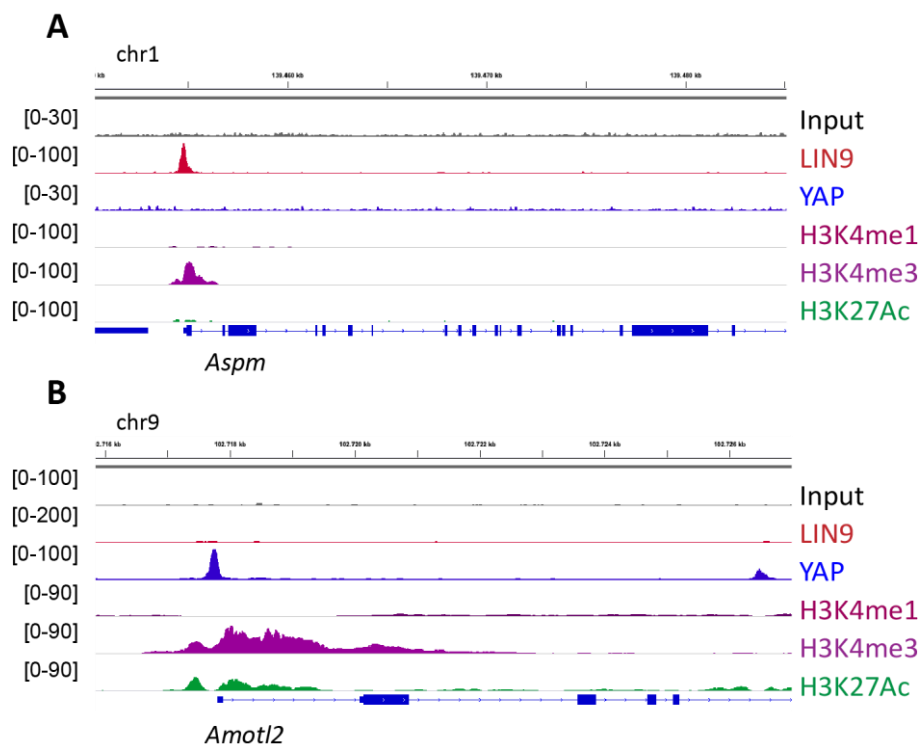 A
chr1
139.460 kb 139.470 kb 139.480 kb
[0-30] Input
[0-100] LIN9
[0-30] YAP
[0-100] H3K4me1
[0-100] H3K4me3
[0-100] H3K27Ac
Aspm
B
chr9
102.718 kb 102.720 kb 102.722 kb 102.724 kb 102.726 kb
[0-100] Input
[0-200] LIN9
[0-100] YAP
[0-90] H3K4me1
[0-90] H3K4me3
[0-90] H3K27Ac
Amotl2